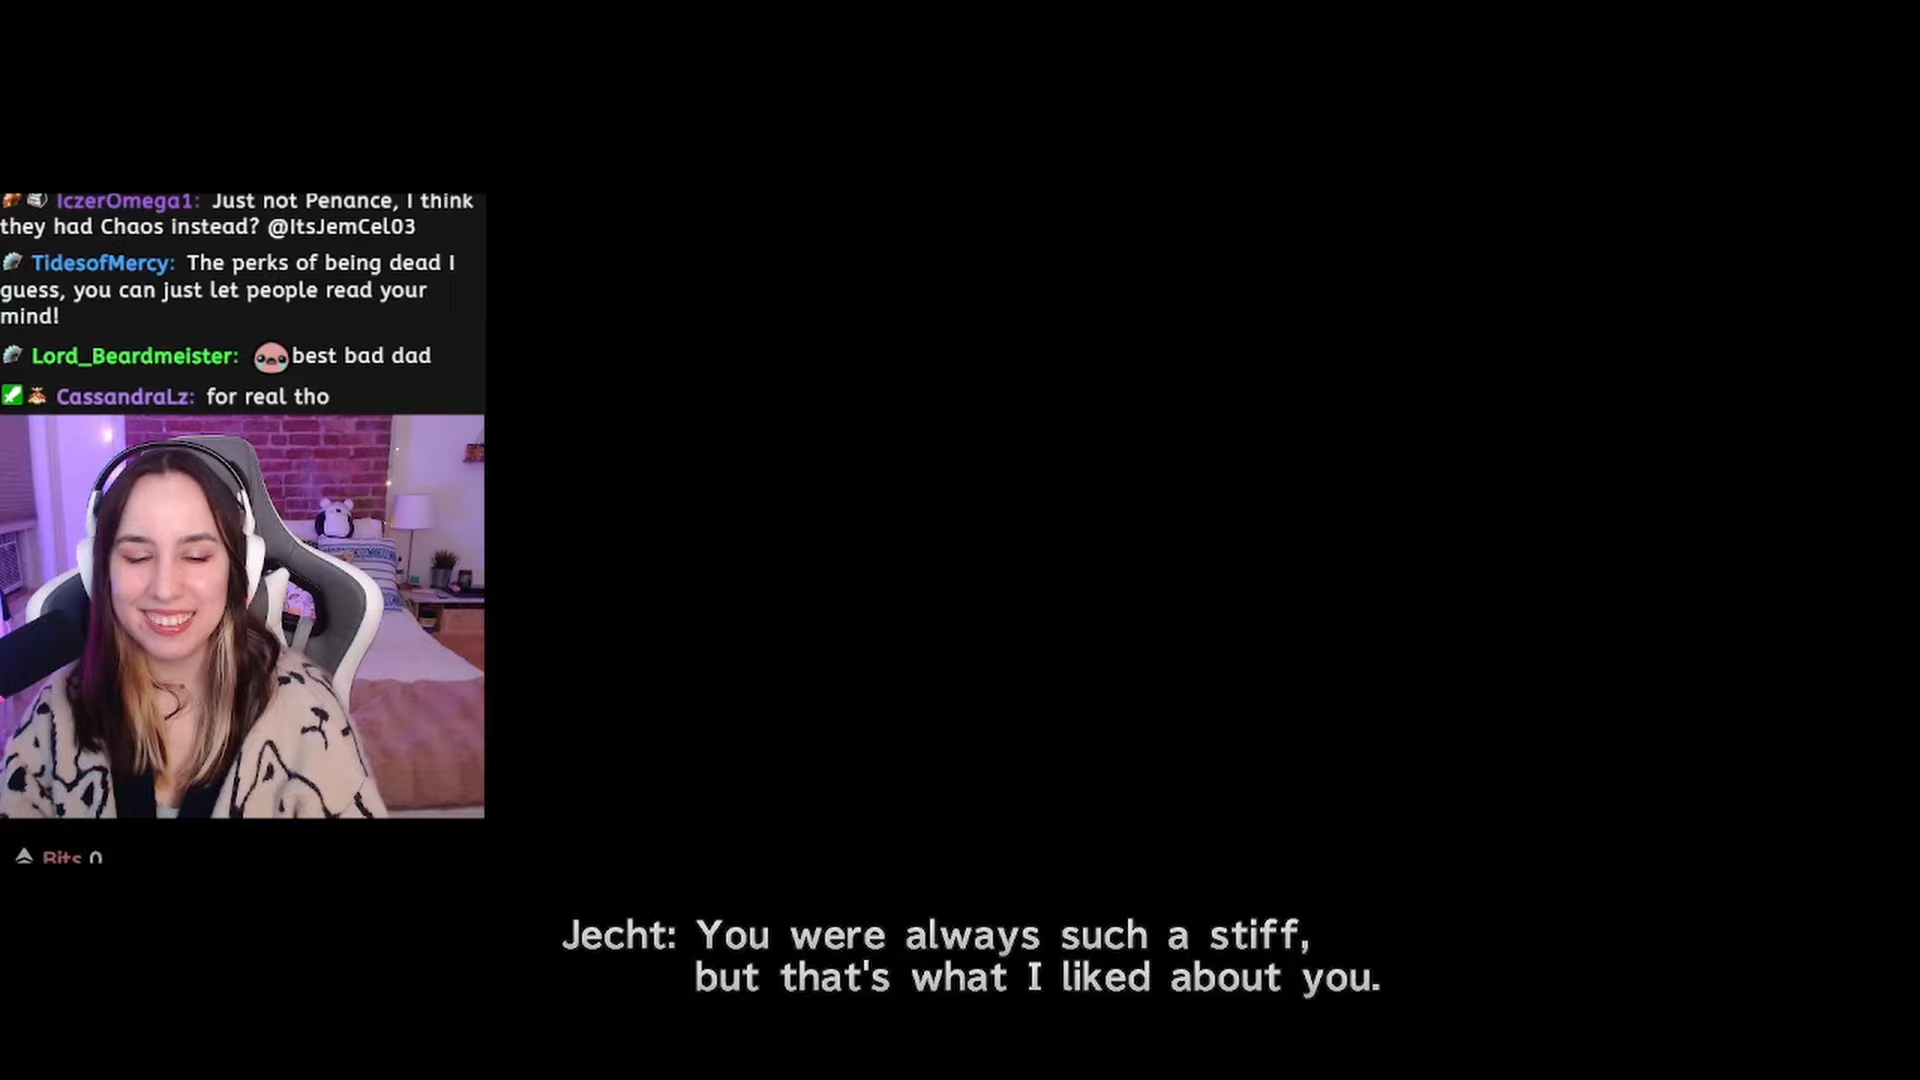 IczerOmega1: Just not Penance, I think
they had Chaos instead? @ItsJemCel03
TidesofMercy: The perks of being dead I
guess, you can just let people read your
mind!
Lord_Beardmeister: best bad dad
CassandraLz: for real tho
Bits 0
Jecht: You were always such a stiff,
but that's what I liked about you.